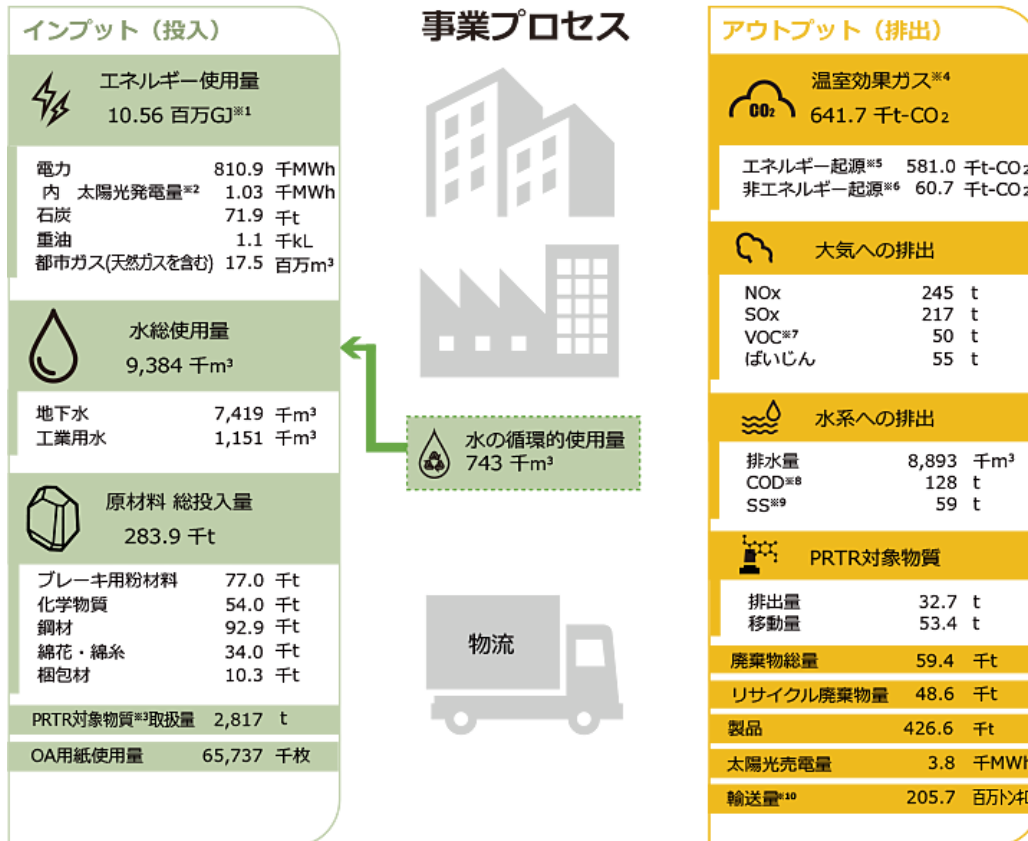 インプット（投入）
エネルギー使用量
10.56 百万GJ※1
電力 810.9 千MWh
内 太陽光発電量※2 1.03 千MWh
石炭 71.9 千t
重油 1.1 千kL
都市ガス(天然ガスを含む) 17.5 百万m³
水総使用量
9,384 千m³
地下水 7,419 千m³
工業用水 1,151 千m³
原材料 総投入量
283.9 千t
ブレーキ用粉材料 77.0 千t
化学物質 54.0 千t
鋼材 92.9 千t
綿花・綿糸 34.0 千t
梱包材 10.3 千t
PRTR対象物質※3取扱量 2,817 t
OA用紙使用量 65,737 千枚
事業プロセス
水の循環的使用量
743 千m³
物流
アウトプット（排出）
温室効果ガス※4
CO2
641.7 千t-CO2
エネルギー起源※5 581.0 千t-CO2
非エネルギー起源※6 60.7 千t-CO2
大気への排出
NOx 245 t
SOx 217 t
VOC※7 50 t
ばいじん 55 t
水系への排出
排水量 8,893 千m³
COD※8 128 t
SS※9 59 t
PRTR対象物質
排出量 32.7 t
移動量 53.4 t
廃棄物総量 59.4 千t
リサイクル廃棄物量 48.6 千t
製品 426.6 千t
太陽光売電量 3.8 千MWh
輸送量※10 205.7 百万トンキロ